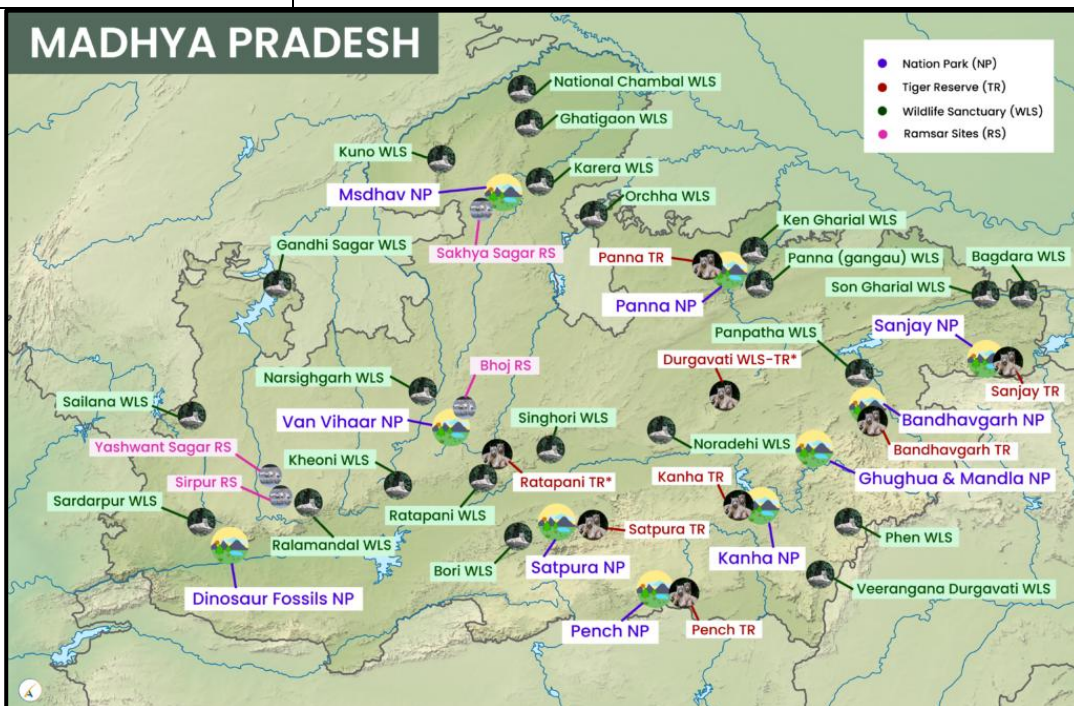 MADHYA PRADESH
Nation Park (NP)
Tiger Reserve (TR)
Wildlife Sanctuary (WLS)
Ramsar Sites (RS)
National Chambal WLS
Ghatigaon WLS
Kuno WLS
Karera WLS
Msdhav NP
Orchha WLS
Ken Gharial WLS
Gandhi Sagar WLS
Sakhya Sagar RS
Panna TR
Panna (gangau) WLS
Bagdara WLS
Son Gharial WLS
Panna NP
Sanjay NP
Panpatha WLS
Durgavati WLS-TR*
Bhoj RS
Narsighgarh WLS
Sanjay TR
Sailana WLS
Van Vihaar NP
Singhori WLS
Bandhavgarh NP
Noradehi WLS
Yashwant Sagar RS
Bandhavgarh TR
Kheoni WLS
Sirpur RS
Ratapani TR*
Kanha TR
Ghughua & Mandla NP
Sardarpur WLS
Ratapani WLS
Satpura TR
Phen WLS
Ralamandal WLS
Kanha NP
Bori WLS
Satpura NP
Veerangana Durgavati WLS
Dinosaur Fossils NP
Pench NP
Pench TR